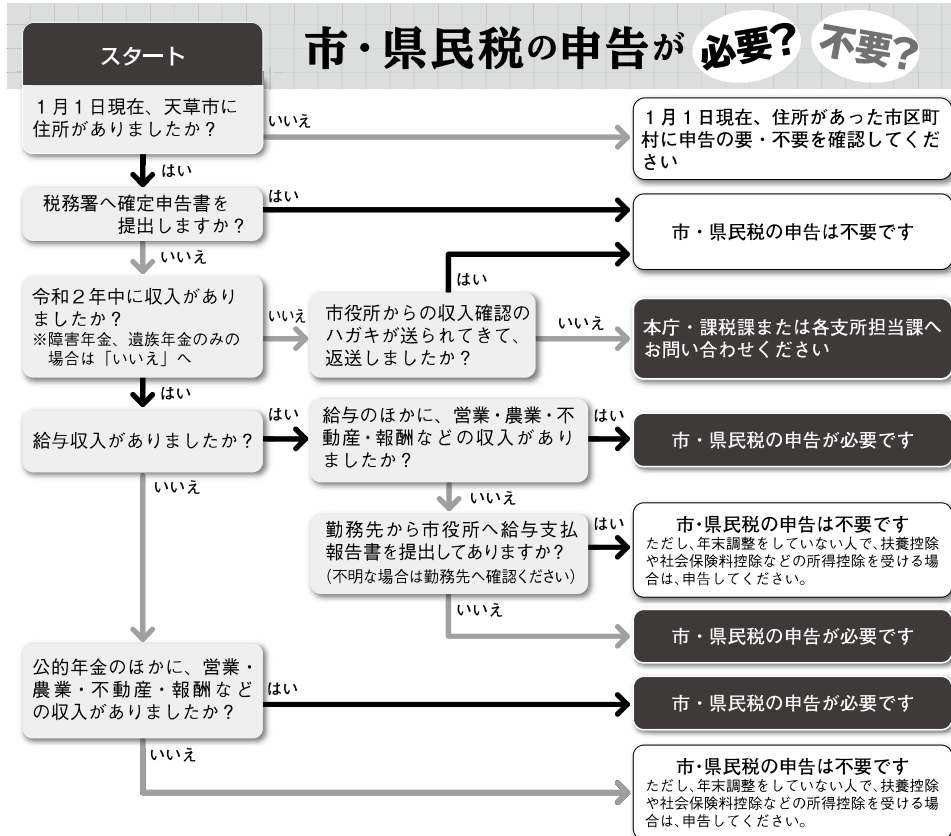 市・県民税の申告が 必要? 不要?
スタート
1月1日現在、天草市に
住所がありましたか？
いいえ
1月1日現在、住所があった市区町
村に申告の要・不要を確認してくだ
さい
はい
税務署へ確定申告書を
提出しますか？
はい
市・県民税の申告は不要です
いいえ
令和2年中に収入があり
ましたか？
※障害年金、遺族年金のみの
場合は「いいえ」へ
いいえ
市役所からの収入確認の
ハガキが送られてきて、
返送しましたか？
はい
いいえ
本庁・課税課または各支所担当課へ
お問い合わせください
はい
給与収入がありましたか？
はい
給与のほかに、営業・農業・不
動産・報酬などの収入があり
ましたか？
はい
市・県民税の申告が必要です
いいえ
いいえ
勤務先から市役所へ給与支払
報告書を提出してありますか？
（不明な場合は勤務先へ確認ください）
はい
市・県民税の申告は不要です
ただし、年末調整をしていない人で、扶養控除
や社会保険料控除などの所得控除を受ける場
合は、申告してください。
いいえ
市・県民税の申告が必要です
公的年金のほかに、営業・
農業・不動産・報酬など
の収入がありましたか？
はい
市・県民税の申告が必要です
いいえ
市・県民税の申告は不要です
ただし、年末調整をしていない人で、扶養控除
や社会保険料控除などの所得控除を受ける場
合は、申告してください。